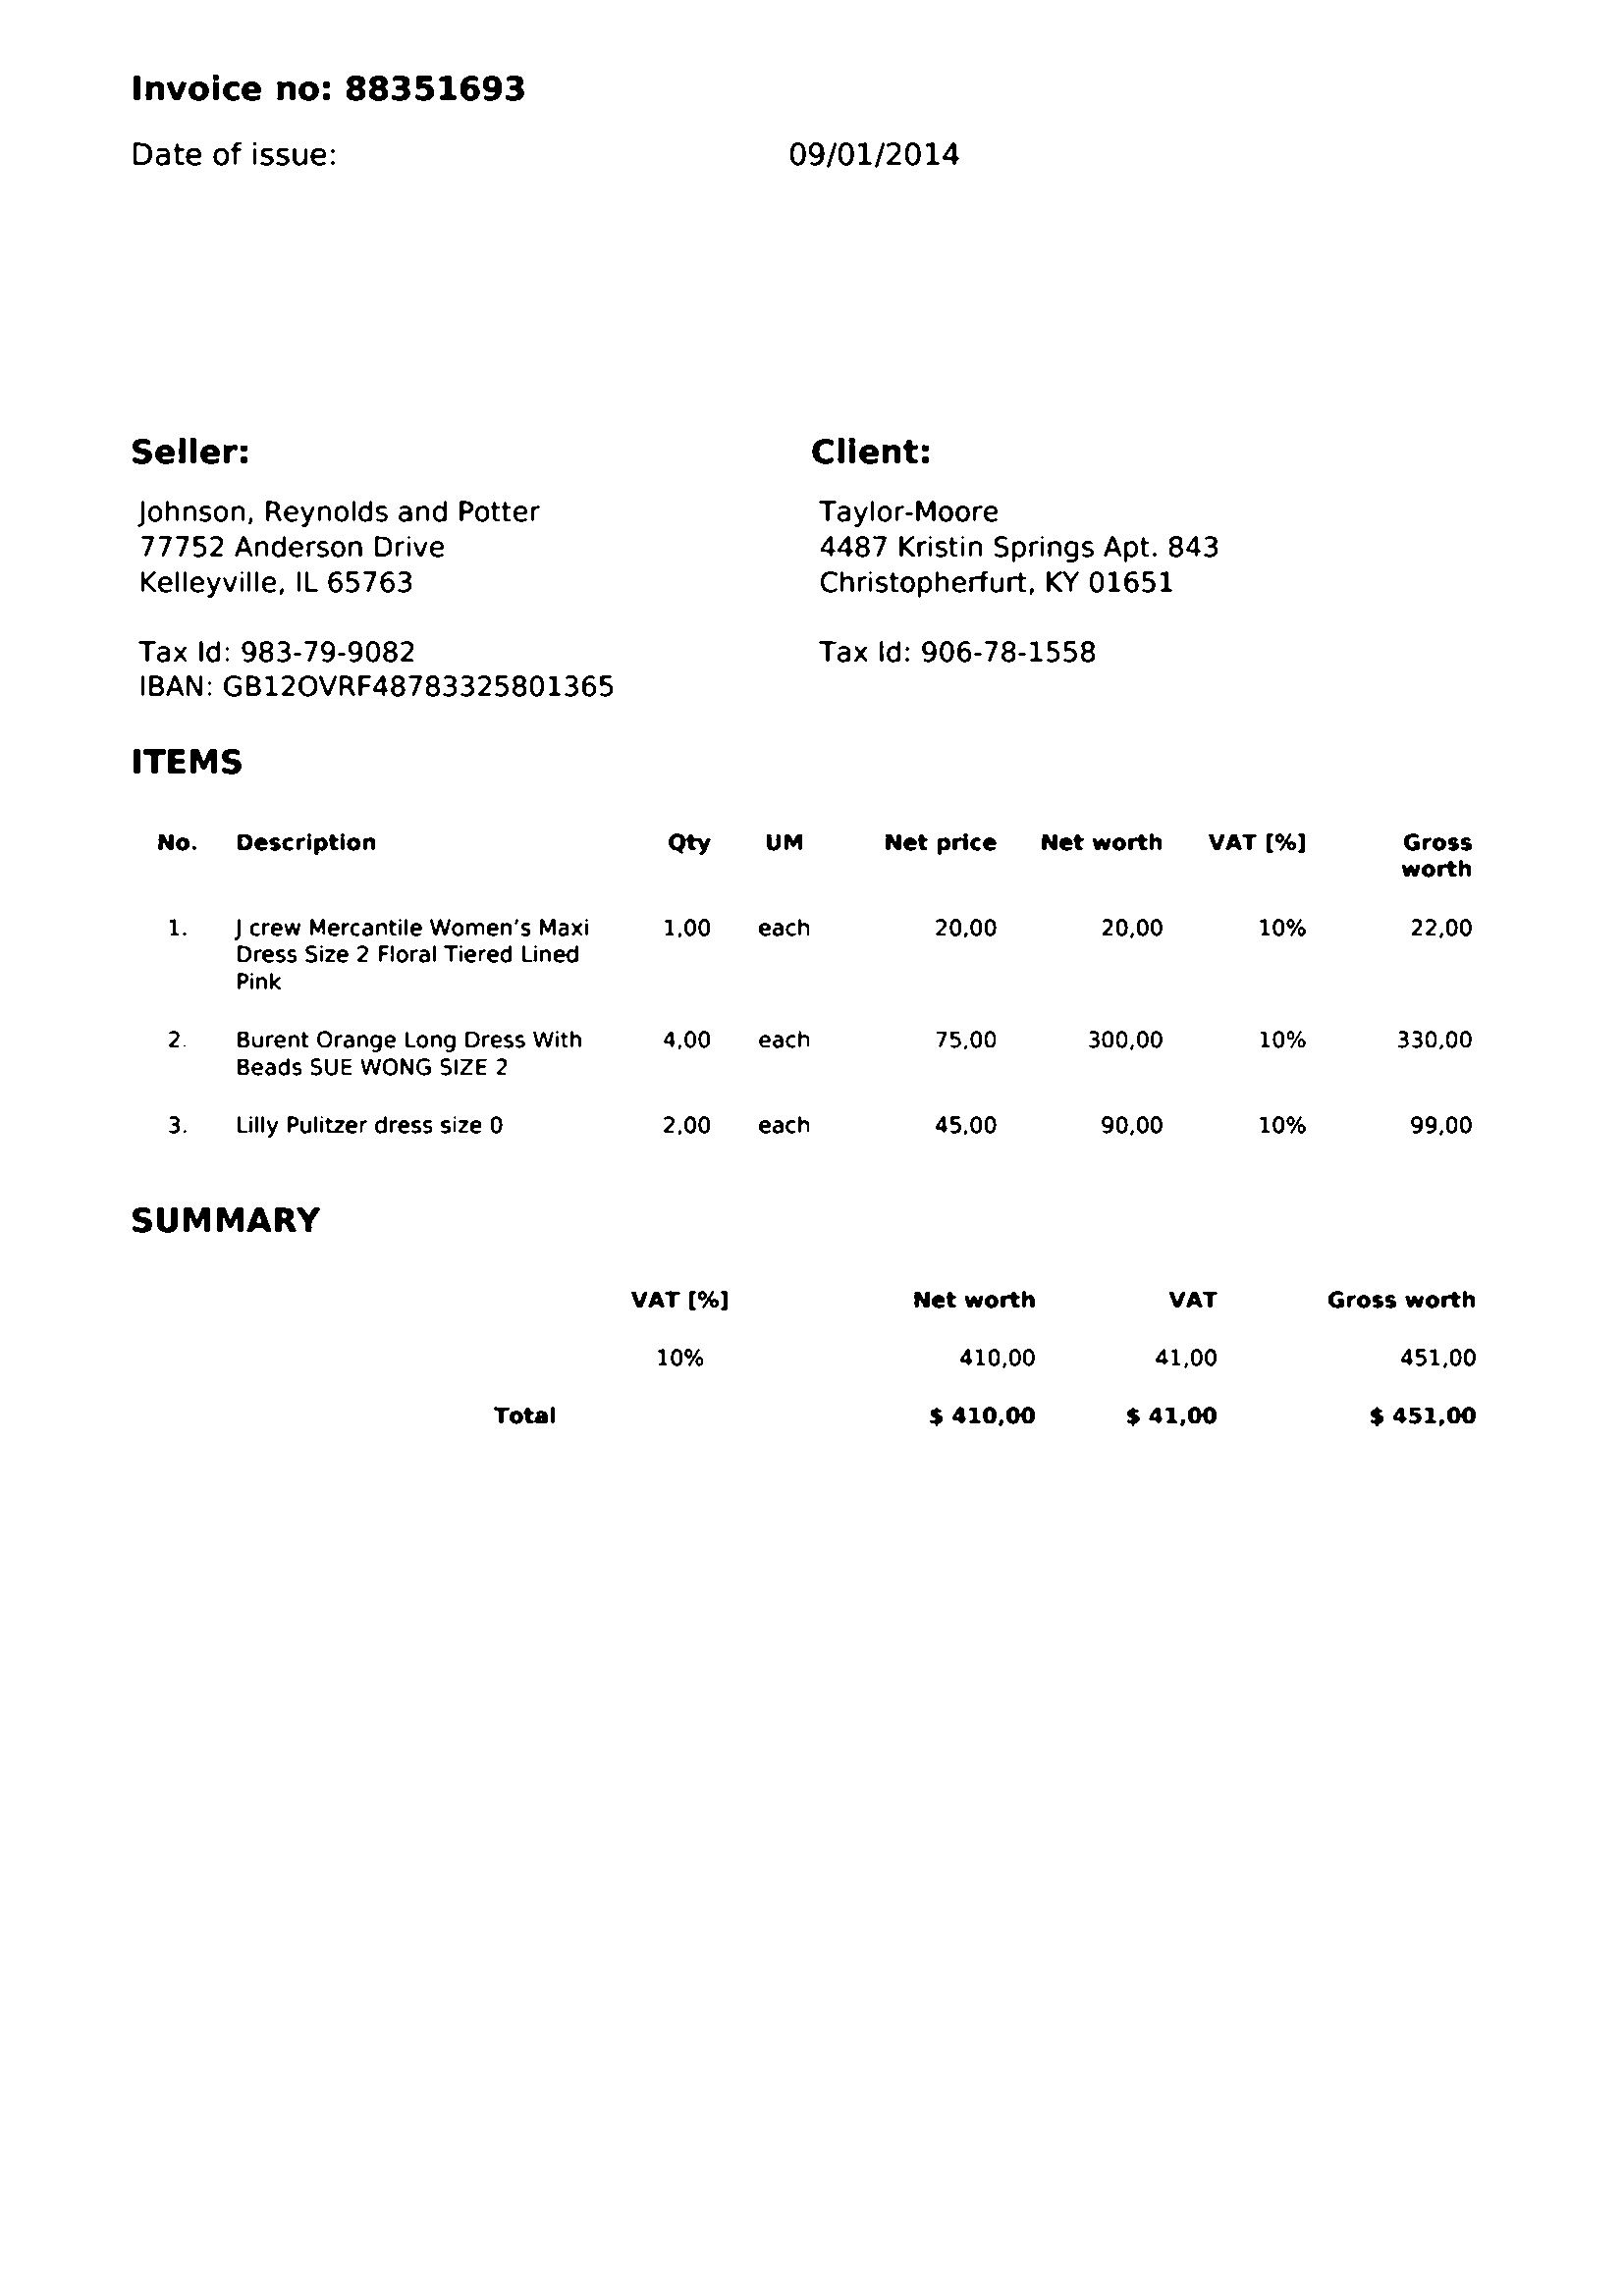 Invoice no: 88351693
Date of issue: 09/01/2014
Seller: Client:
Johnson, Reynolds and Potter Taylor-Moore
77752 Anderson Drive 4487 Kristin Springs Apt. 843
Kelleyville, IL 65763 Christopherfurt, KY 01651
Tax Id: 983-79-9082 Tax Id: 906-78-1558
IBAN: GB12OVRF48783325801365
ITEMS
No. Description Qty UM Net price Net worth VAT [%] Gross
worth
1. J crew Mercantile Women's Maxi 1,00 each 20,00 20,00 10% 22,00
Dress Size 2 Floral Tiered Lined
Pink
2. Burent Orange Long Dress With 4,00 each 75,00 300,00 10% 330,00
Beads SUE WONG SIZE 2
3. Lilly Pulitzer dress size 0 2,00 each 45,00 90,00 10% 99,00
SUMMARY
VAT [%] Net worth VAT Gross worth
10% 410,00 41,00 451,00
Total $ 410,00 $ 41,00 $ 451,00